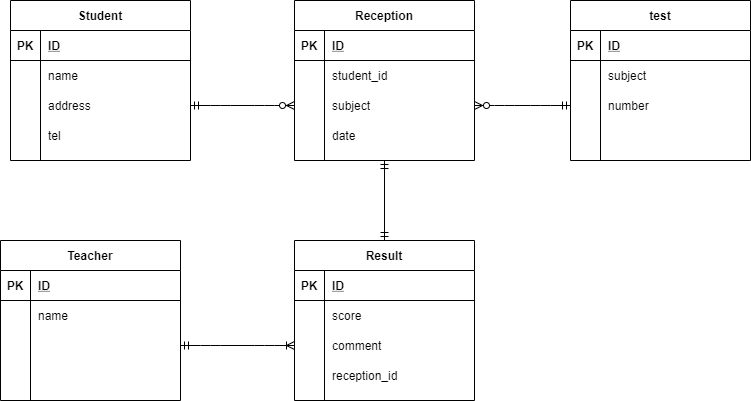 Student
PK ID
name
address
tel
Reception
PK ID
student_id
subject
date
test
PK ID
subject
number
Teacher
PK ID
name
Result
PK ID
score
comment
reception_id